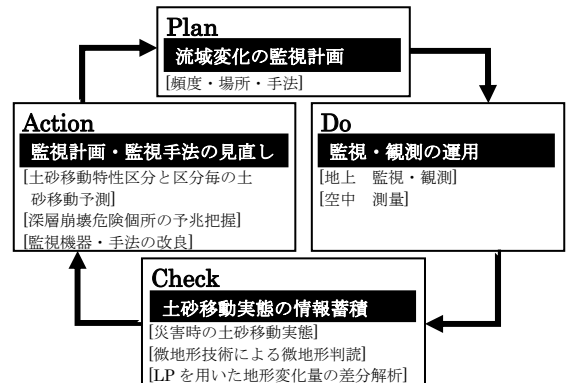 Plan
流域変化の監視計画
[頻度・場所・手法]
Action
監視計画・監視手法の見直し
[土砂移動特性区分と区分毎の土
砂移動予測]
[深層崩壊危険個所の予兆把握]
[監視機器・手法の改良]
Do
監視・観測の運用
[地上　監視・観測]
[空中　測量]
Check
土砂移動実態の情報蓄積
[災害時の土砂移動実態]
[微地形技術による微地形判読]
[LP を用いた地形変化量の差分解析]